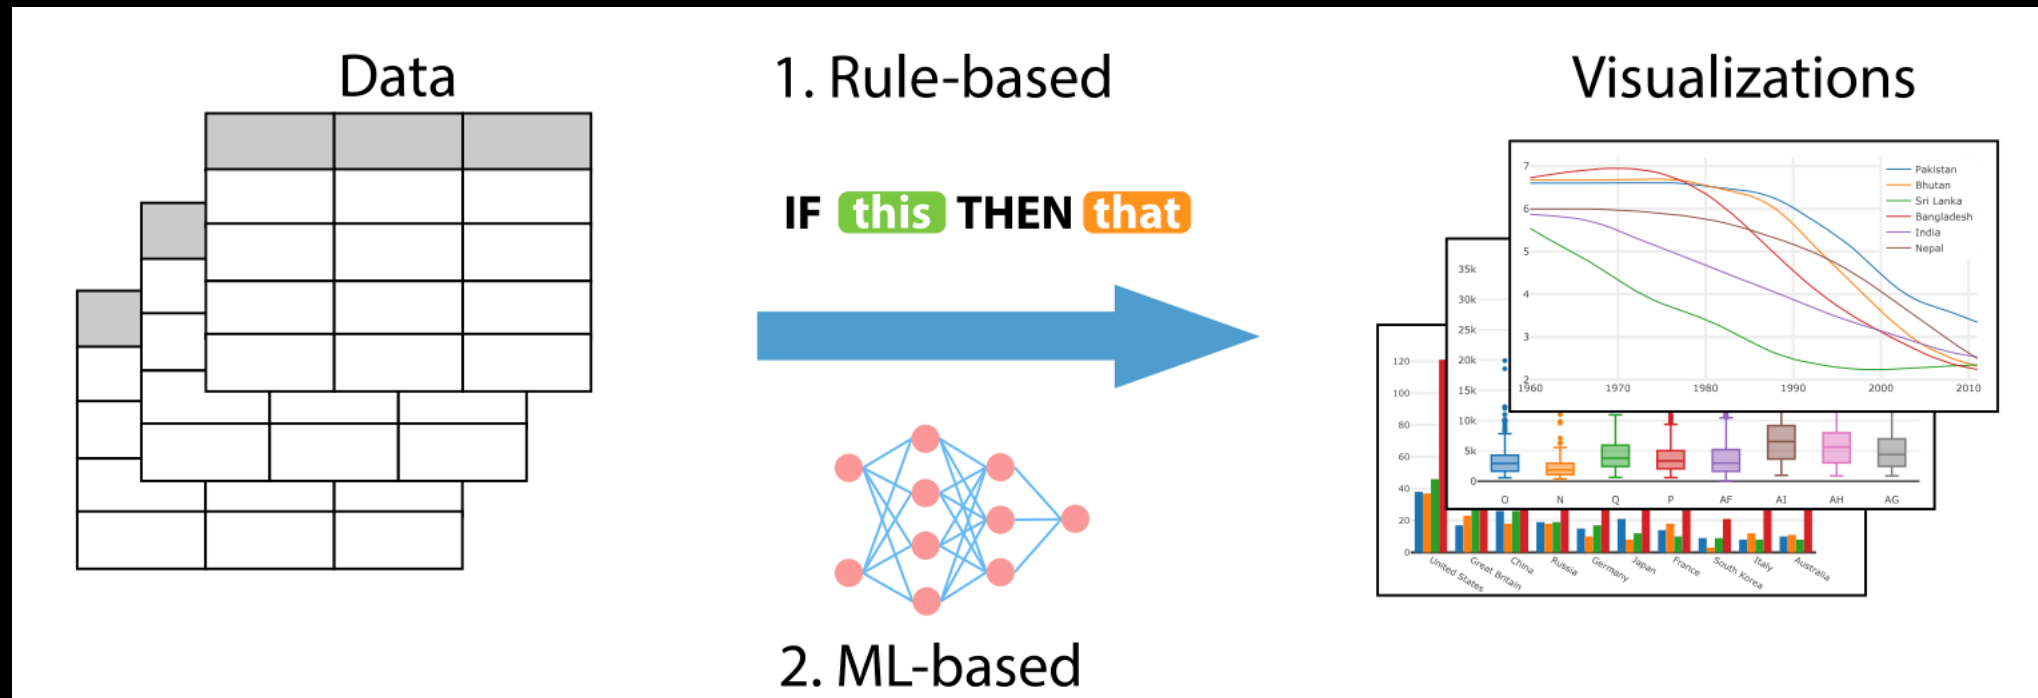 Data
1. Rule-based
IF this THEN that
2. ML-based
Visualizations
7
6
5
4
3
2
1960 1970 1980 1990 2000 2010
Pakistan
Bhutan
Sri Lanka
Bangladesh
India
Nepal
35k
30k
25k
20k
15k
10k
5k
0
O N Q P AF AI AH AG
120
100
80
60
40
20
0
United States Great Britain China Russia Germany Japan France South Korea Italy Australia